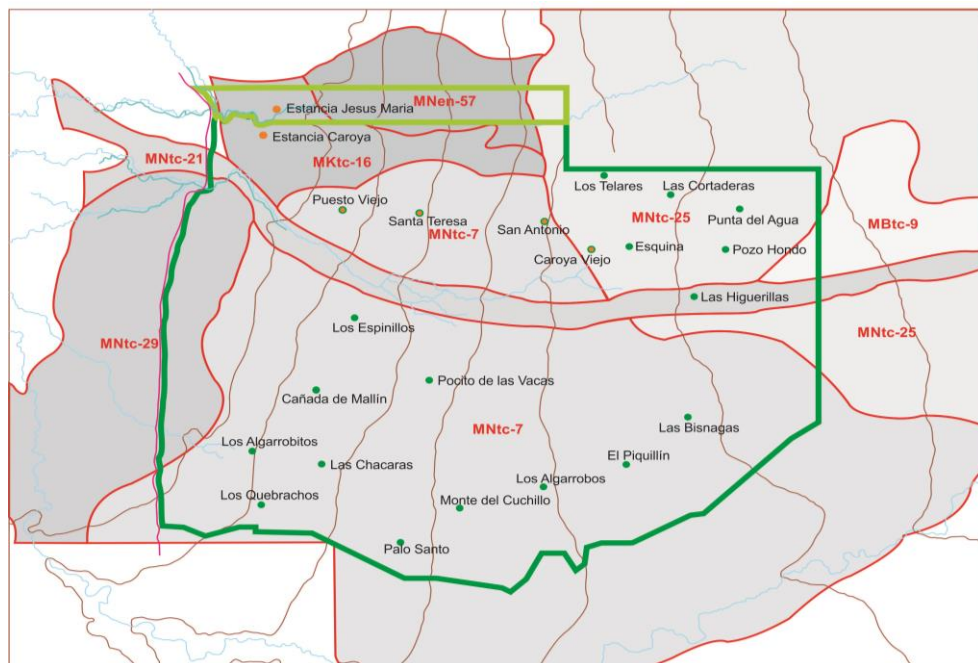 MNen-57
Estancia Jesus Maria
Estancia Caroya
MNtc-21
MKtc-16
Los Telares
Las Cortaderas
Puesto Viejo
Santa Teresa
MNtc-7
San Antonio
MNtc-25
Punta del Agua
MBtc-9
Caroya Viejo
Esquina
Pozo Hondo
Las Higuerillas
Los Espinillos
MNtc-29
MNtc-25
Pocito de las Vacas
Cañada de Mallín
MNtc-7
Las Bisnagas
Los Algarrobitos
Las Chacaras
El Piquillín
Los Algarrobos
Los Quebrachos
Monte del Cuchillo
Palo Santo